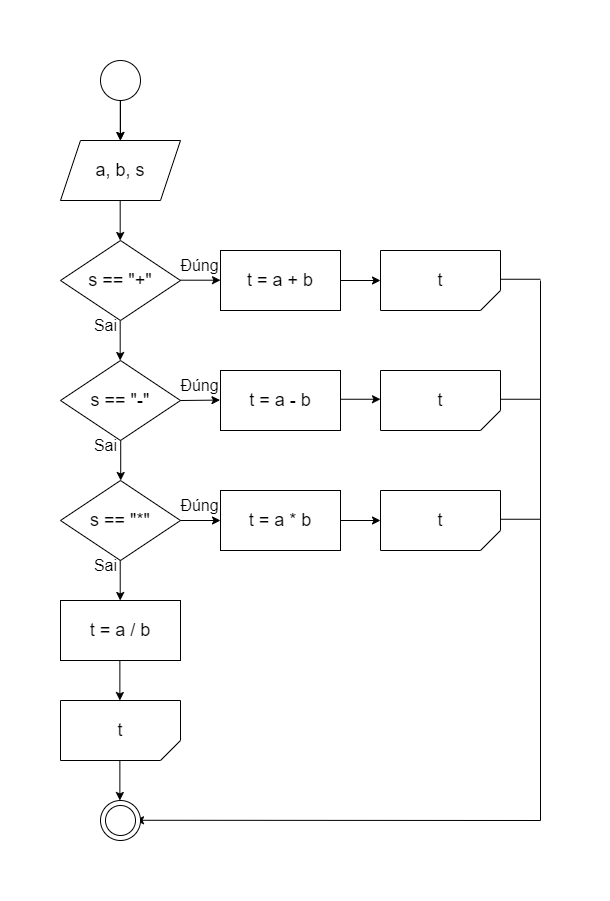 a, b, s
s == "+"
Đúng
t = a + b
t
Sai
s == "-"
Đúng
t = a - b
t
Sai
s == "*"
Đúng
t = a * b
t
Sai
t = a / b
t